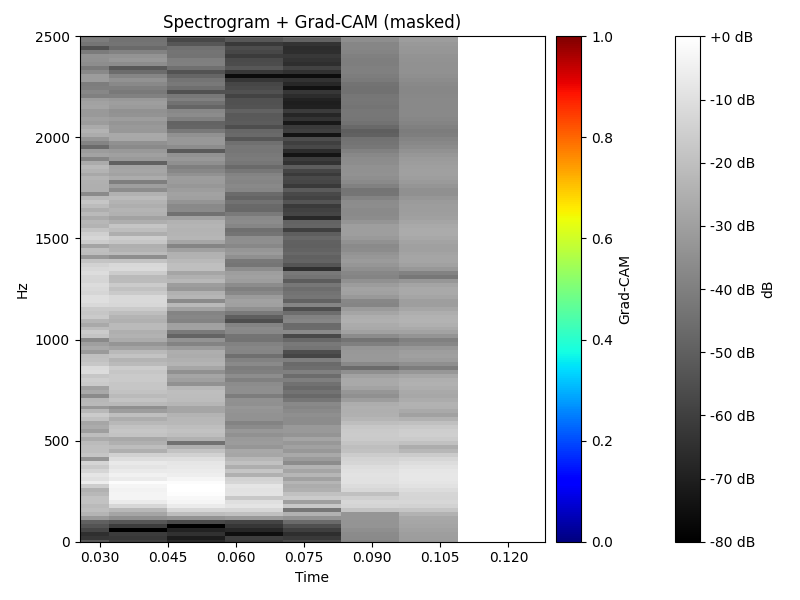 Spectrogram + Grad-CAM (masked)
2500
2000
1500
1000
500
0
Hz
0.030 0.045 0.060 0.075 0.090 0.105 0.120
Time
1.0
0.8
0.6
0.4
0.2
0.0
Grad-CAM
+0 dB
-10 dB
-20 dB
-30 dB
-40 dB
-50 dB
-60 dB
-70 dB
-80 dB
dB